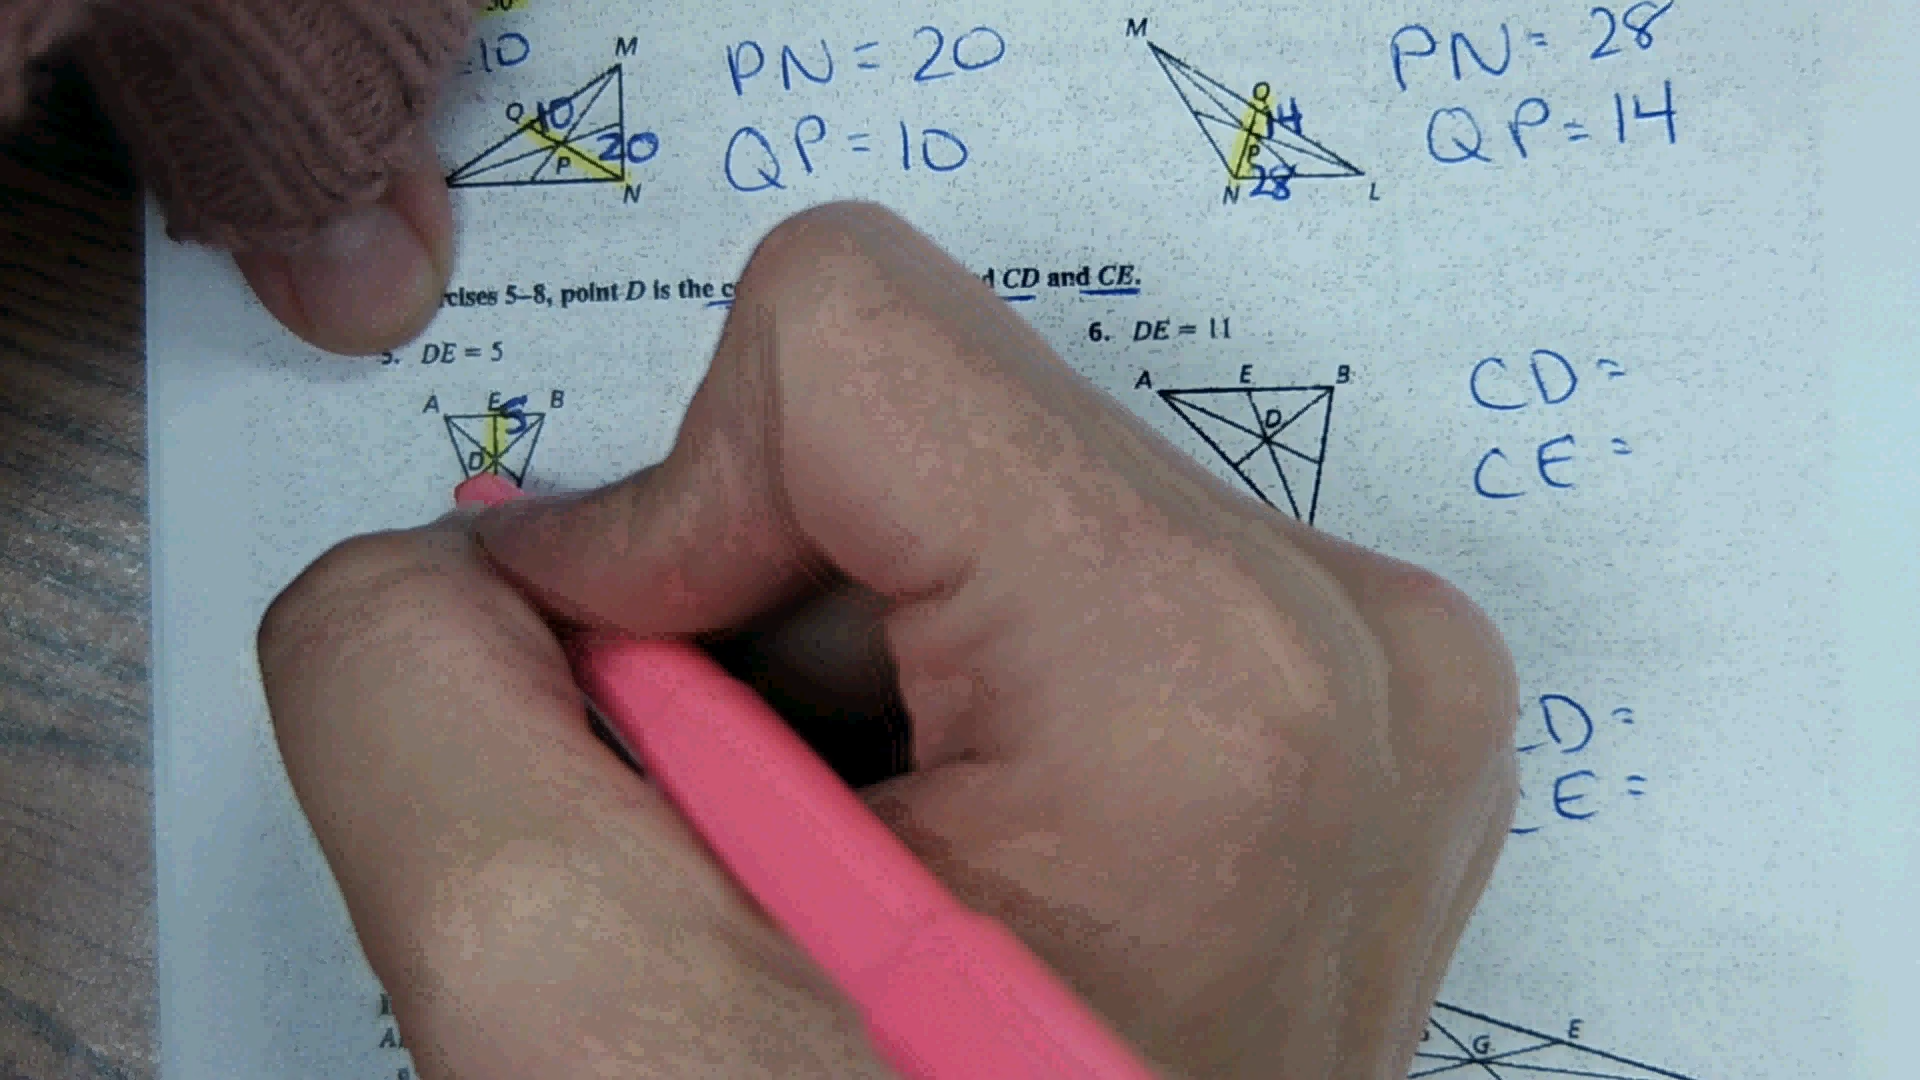 =10
M
PN = 20
QP = 10
Q 10
20
P
N
M
PN = 28
QP = 14
Q
14
P
N 28 L
5–8, point D is the
CD and CE.
5. DE = 5
A E 5 B
D
6. DE = 11
A E B
D
CD =
CE =
D =
E =
G E